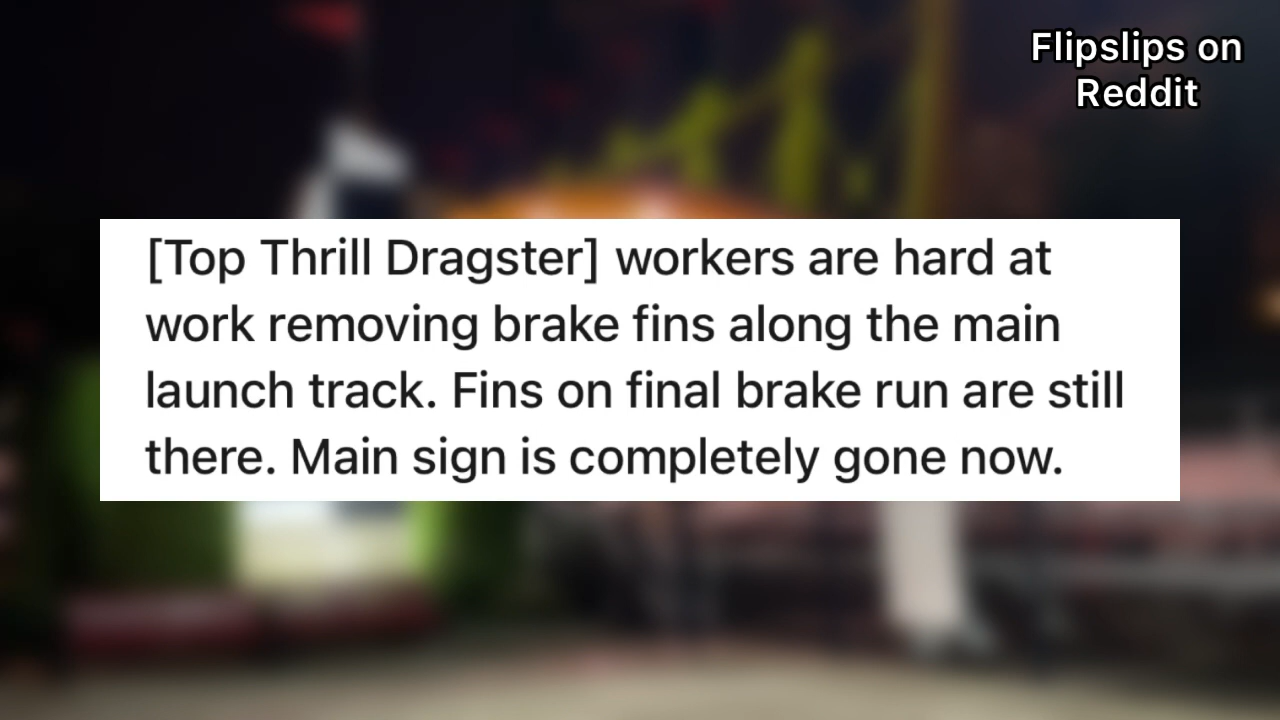 Flipslips on
Reddit
[Top Thrill Dragster] workers are hard at
work removing brake fins along the main
launch track. Fins on final brake run are still
there. Main sign is completely gone now.